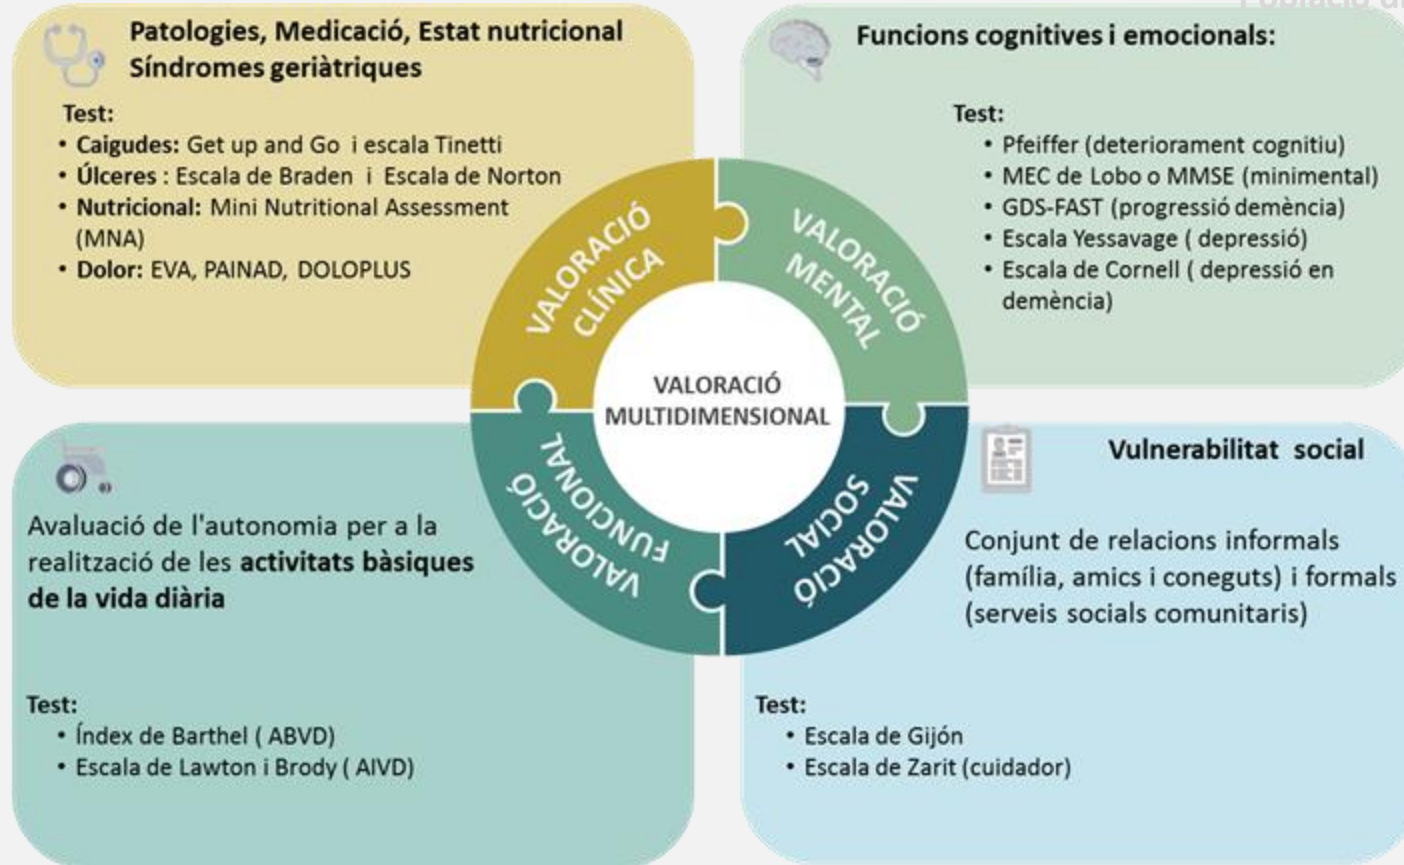 Patologies, Medicació, Estat nutricional
Síndromes geriàtriques
Test:
• Caigudes: Get up and Go i escala Tinetti
• Úlceres : Escala de Braden i Escala de Norton
• Nutricional: Mini Nutritional Assessment
(MNA)
• Dolor: EVA, PAINAD, DOLOPLUS
Funcions cognitives i emocionals:
Test:
• Pfeiffer (deteriorament cognitiu)
• MEC de Lobo o MMSE (minimental)
• GDS-FAST (progressió demència)
• Escala Yessavage ( depressió)
• Escala de Cornell ( depressió en
demència)
VALORACIÓ
CLÍNICA
VALORACIÓ
MENTAL
VALORACIÓ
MULTIDIMENSIONAL
VALORACIÓ
FUNCIONAL
VALORACIÓ
SOCIAL
Avaluació de l'autonomia per a la
realització de les activitats bàsiques
de la vida diària
Test:
• Índex de Barthel ( ABVD)
• Escala de Lawton i Brody ( AIVD)
Vulnerabilitat social
Conjunt de relacions informals
(família, amics i coneguts) i formals
(serveis socials comunitaris)
Test:
• Escala de Gijón
• Escala de Zarit (cuidador)